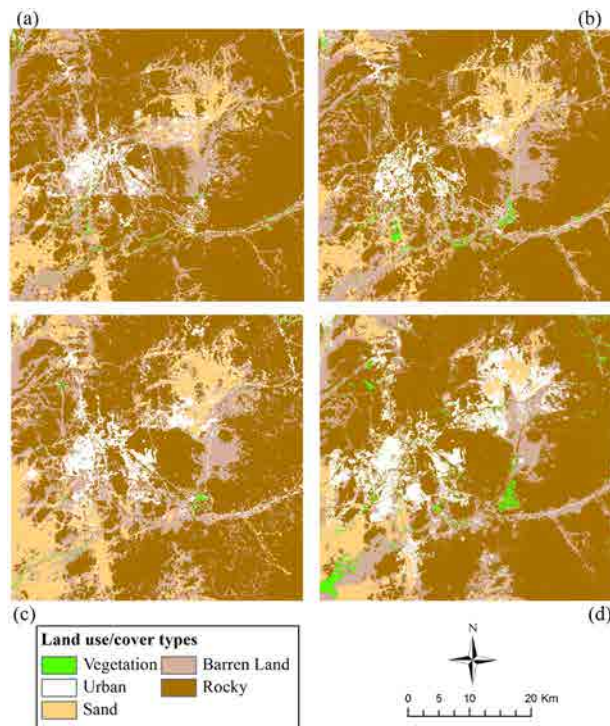 (a)
(b)
(c)
(d)
Land use/cover types
Vegetation
Barren Land
Urban
Rocky
Sand
N
0 5 10 20 Km